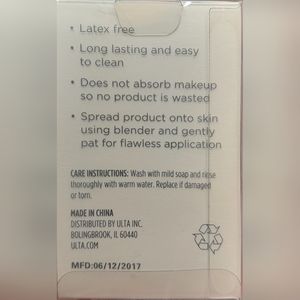 • Latex free
• Long lasting and easy
to clean
• Does not absorb makeup
so no product is wasted
• Spread product onto skin
using blender and gently
pat for flawless application
CARE INSTRUCTIONS: Wash with mild soap and rinse
thoroughly with warm water. Replace if damaged
or torn.
MADE IN CHINA
DISTRIBUTED BY ULTA INC.
BOLINGBROOK, IL 60440
ULTA.COM
MFD:06/12/2017